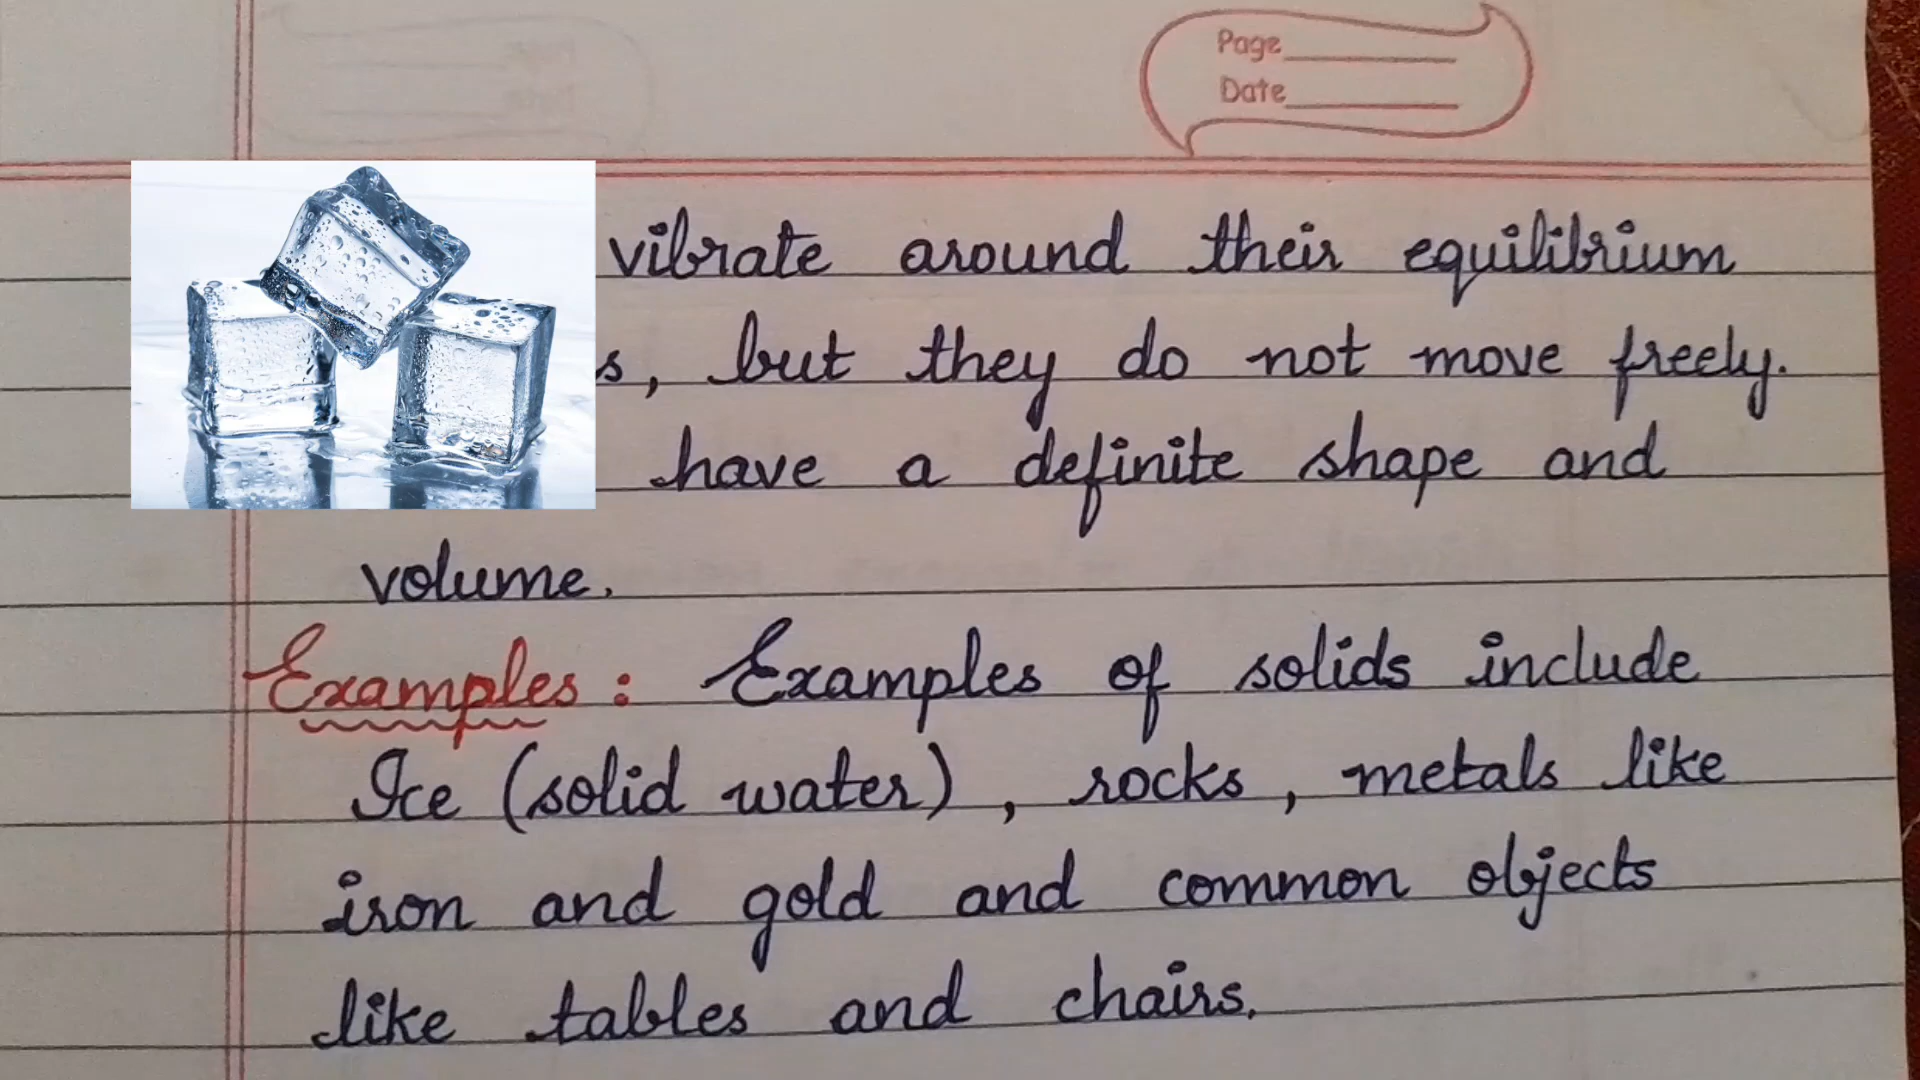 Page
Date
vibrate around their equilibrium
s, but they do not move freely.
have a definite shape and
volume.
Examples : Examples of solids include
Ice (solid water), rocks, metals like
iron and gold and common objects
like tables and chairs.